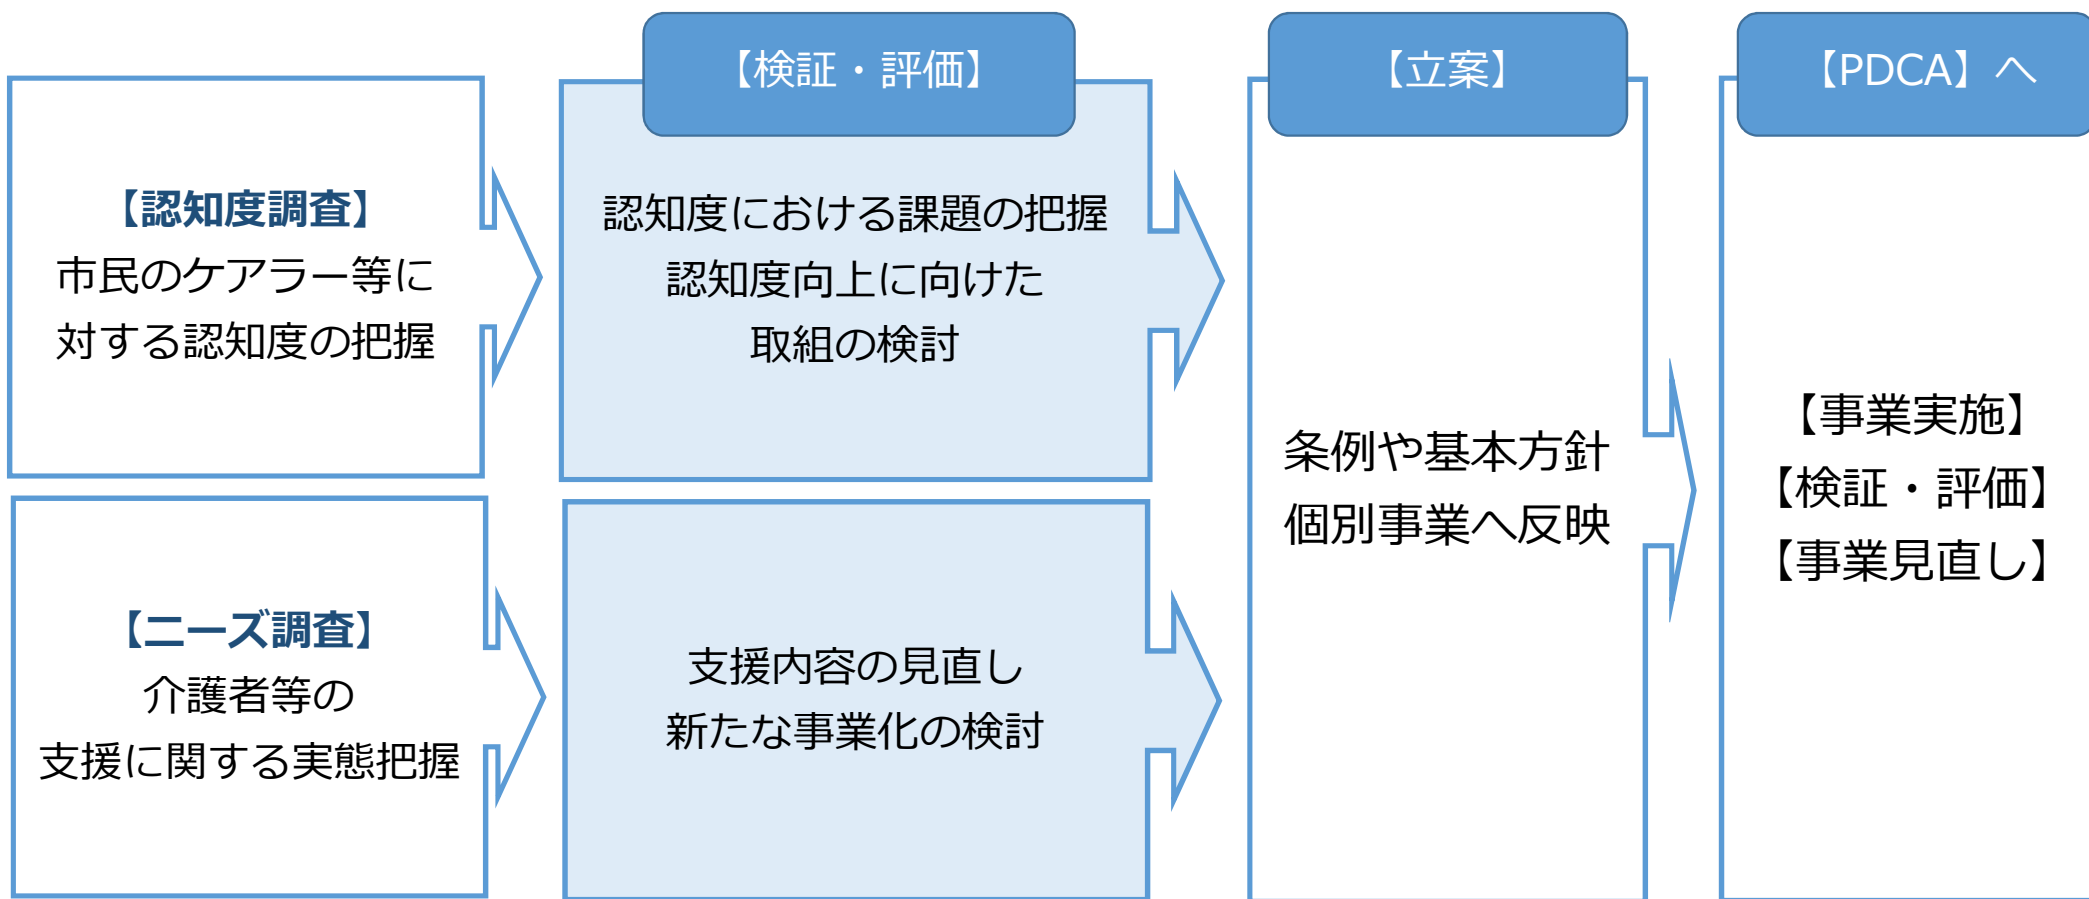 【認知度調査】
市民のケアラー等に
対する認知度の把握
【ニーズ調査】
介護者等の
支援に関する実態把握
【検証・評価】
認知度における課題の把握
認知度向上に向けた
取組の検討
支援内容の見直し
新たな事業化の検討
【立案】
条例や基本方針
個別事業へ反映
【PDCA】へ
【事業実施】
【検証・評価】
【事業見直し】